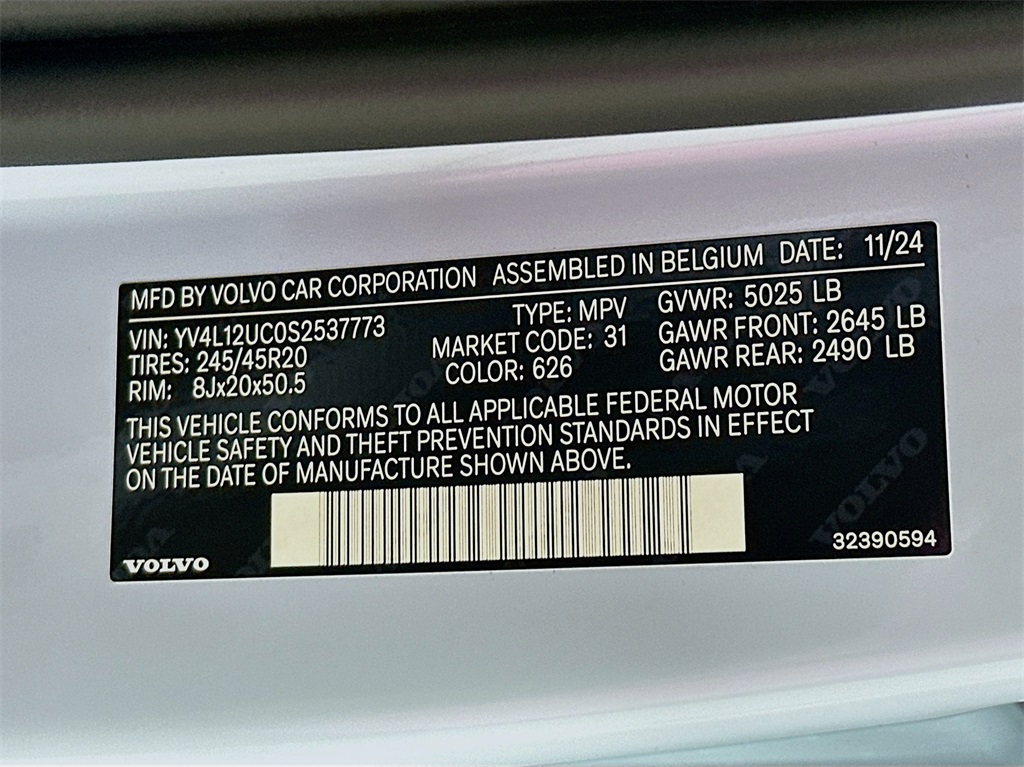 MFD BY VOLVO CAR CORPORATION ASSEMBLED IN BELGIUM DATE: 11/24
VIN: YV4L12UC0S2537773 TYPE: MPV GVWR: 5025 LB
TIRES: 245/45R20 MARKET CODE: 31 GAWR FRONT: 2645 LB
RIM: 8Jx20x50.5 COLOR: 626 GAWR REAR: 2490 LB
THIS VEHICLE CONFORMS TO ALL APPLICABLE FEDERAL MOTOR
VEHICLE SAFETY AND THEFT PREVENTION STANDARDS IN EFFECT
ON THE DATE OF MANUFACTURE SHOWN ABOVE.
VOLVO
VOLVO 32390594